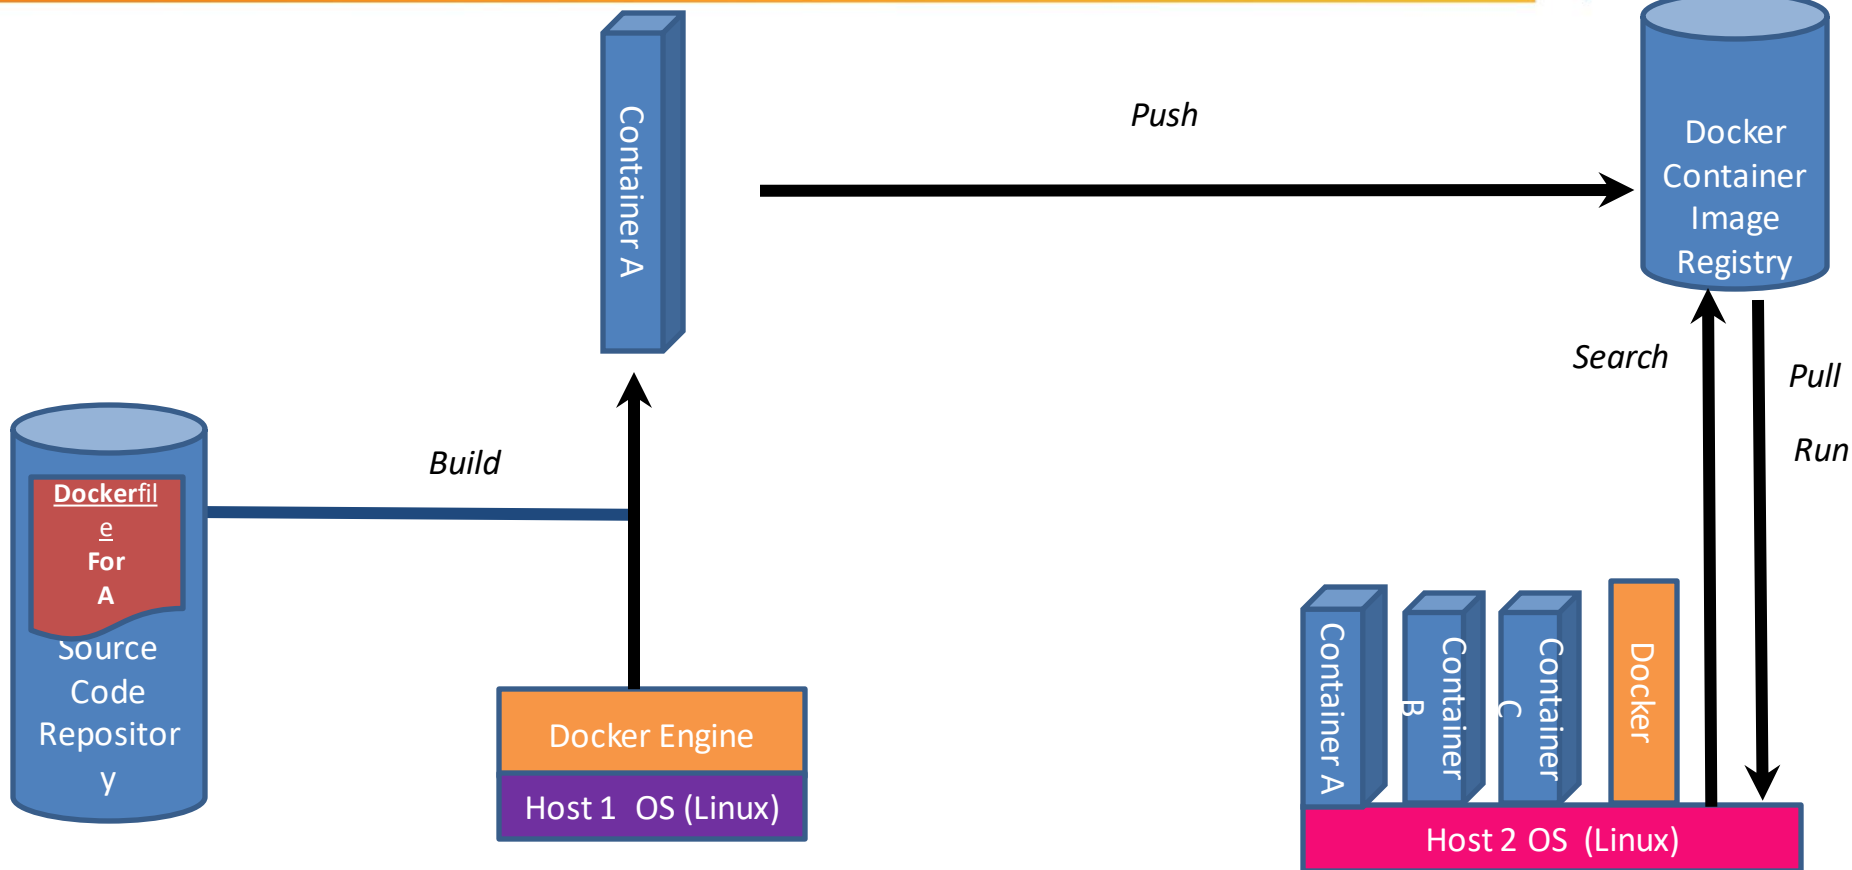 Container A
Push
Docker
Container
Image
Registry
Search
Pull
Run
Build
Dockerfil
e
For
A
Source
Code
Repositor
y
Docker Engine
Host 1 OS (Linux)
Container A
Container
B
Container
C
Docker
Host 2 OS (Linux)